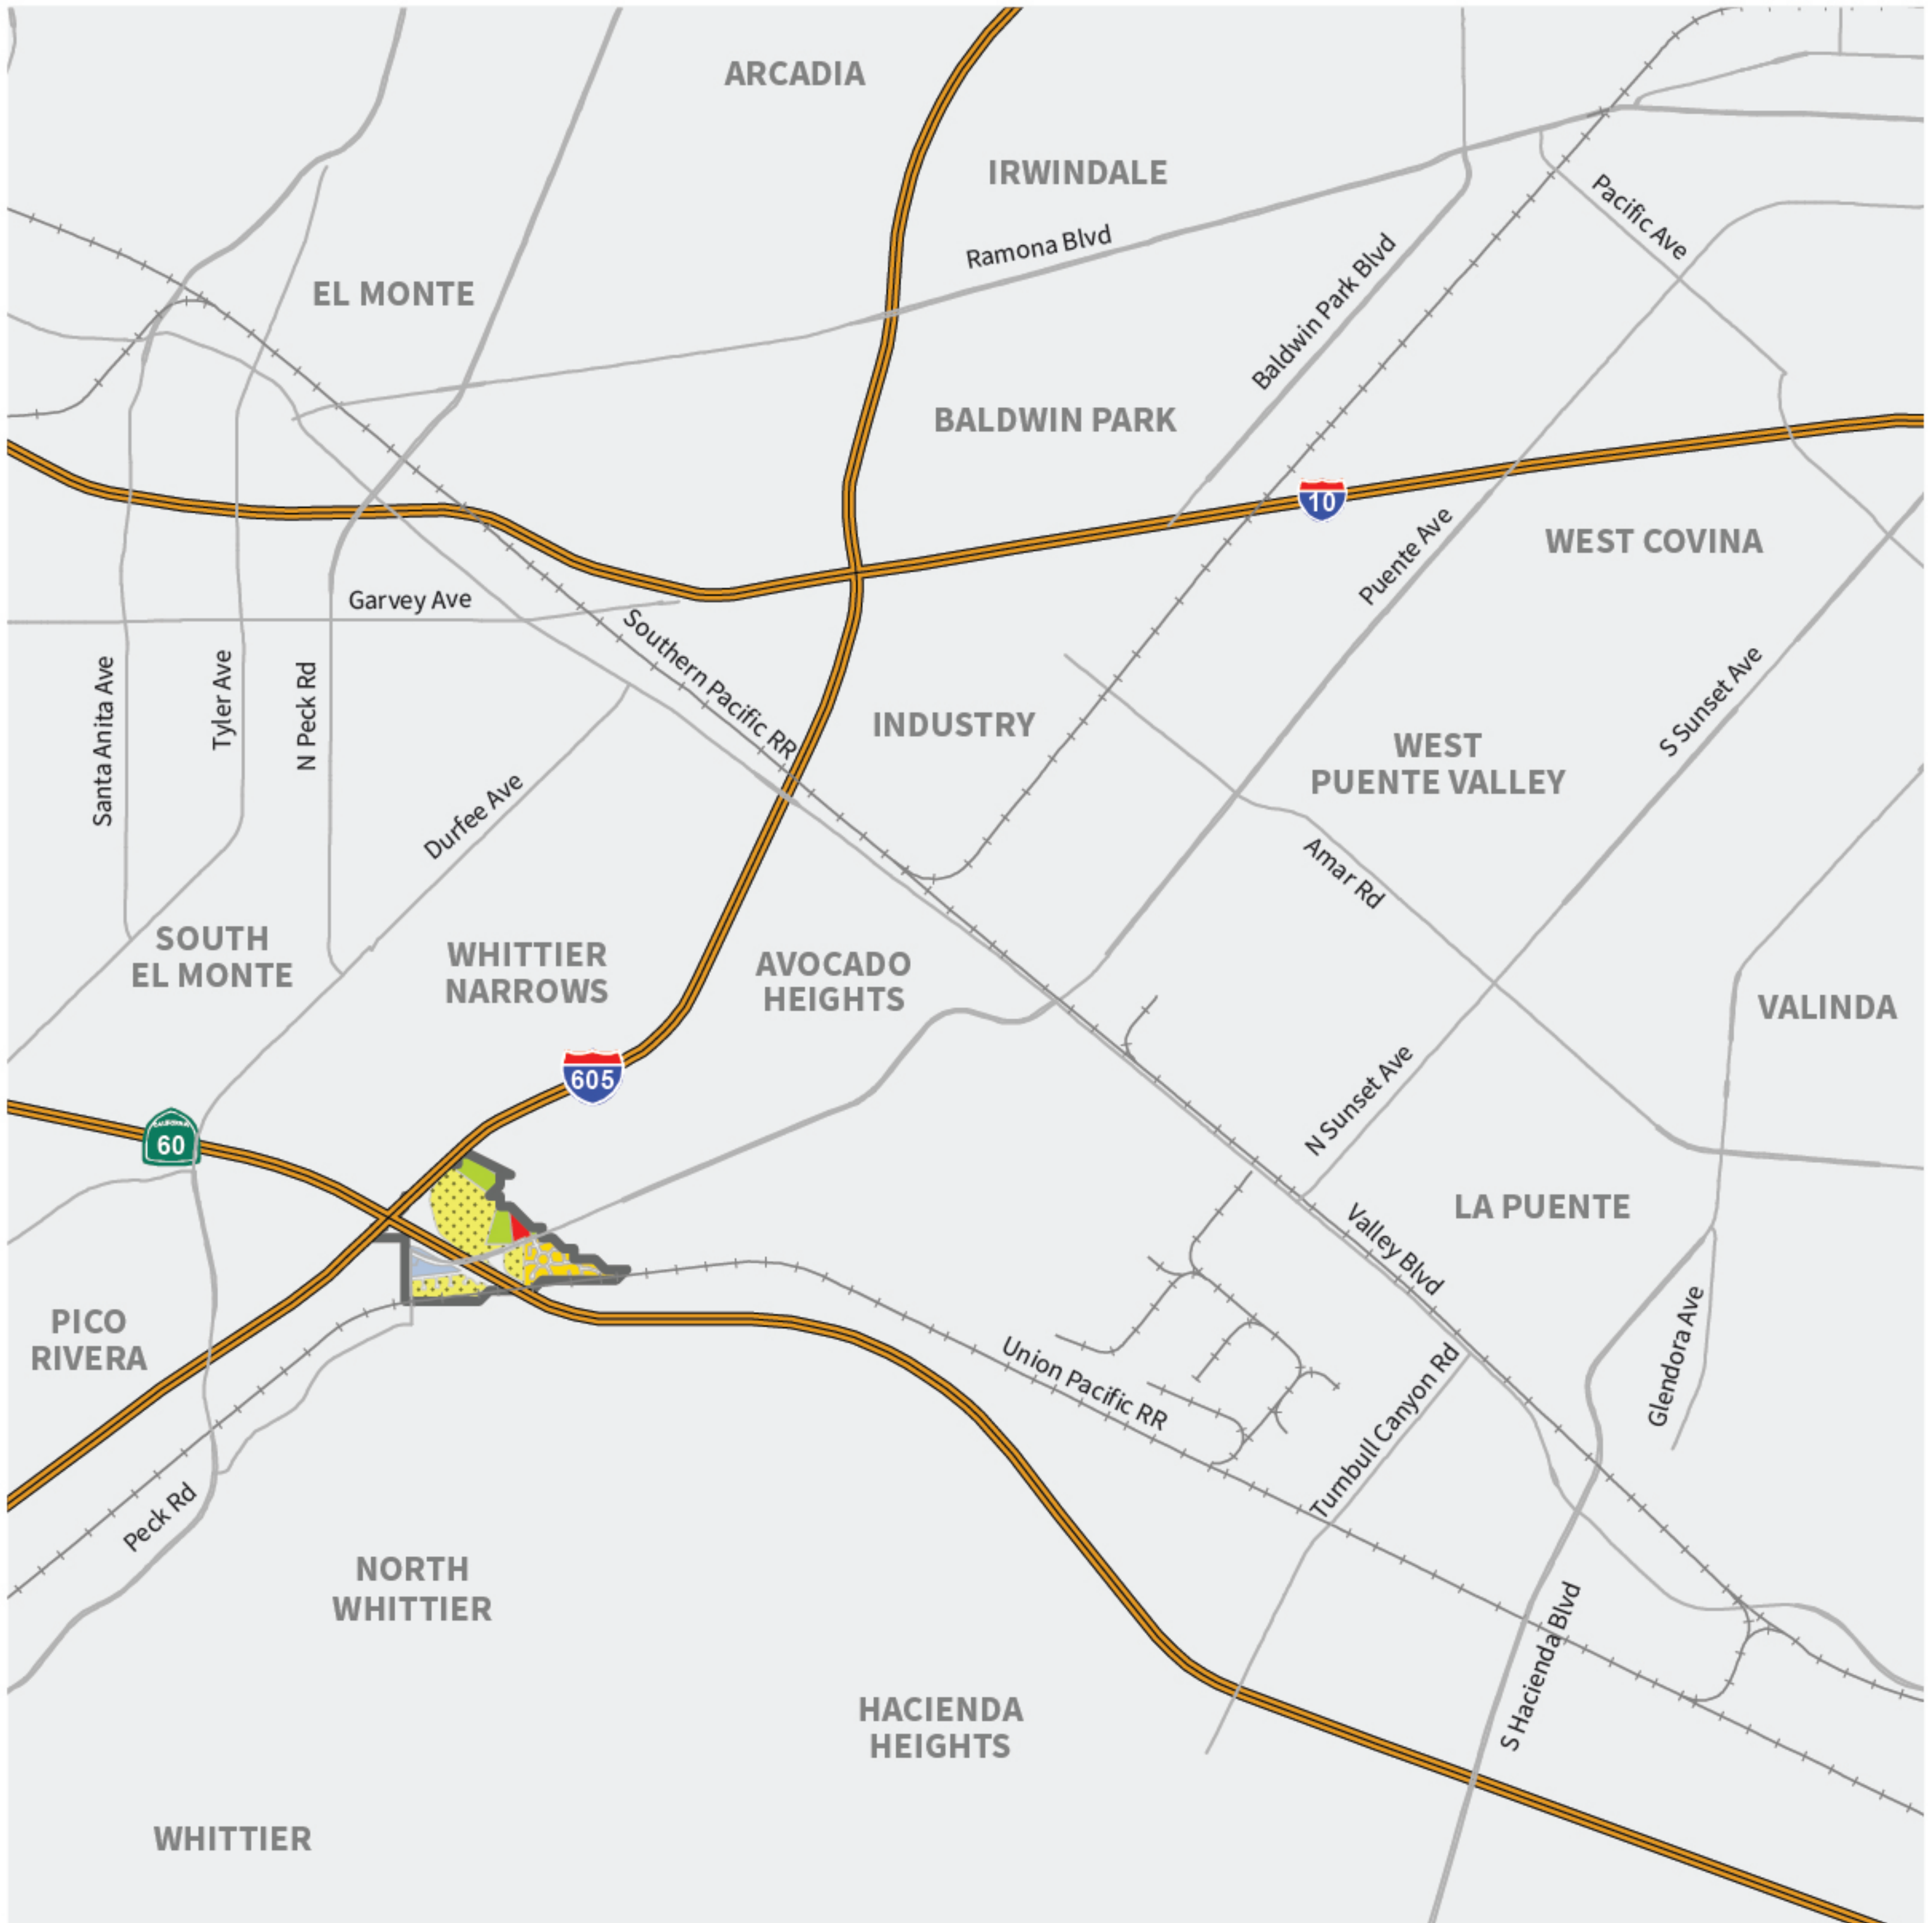 ARCADIA
IRWINDALE
Pacific Ave
Ramona Blvd
EL MONTE
Baldwin Park Blvd
BALDWIN PARK
10
WEST COVINA
Puente Ave
Garvey Ave
Southern Pacific RR
Santa Anita Ave
Tyler Ave
N Peck Rd
S Sunset Ave
INDUSTRY
WEST
PUENTE VALLEY
Durfee Ave
Amar Rd
SOUTH
EL MONTE
WHITTIER
NARROWS
AVOCADO
HEIGHTS
VALINDA
605
N Sunset Ave
CALIFORNIA
60
LA PUENTE
Valley Blvd
PICO
RIVERA
Glendora Ave
Union Pacific RR
Turnbull Canyon Rd
Peck Rd
NORTH
WHITTIER
S Hacienda Blvd
HACIENDA
HEIGHTS
WHITTIER